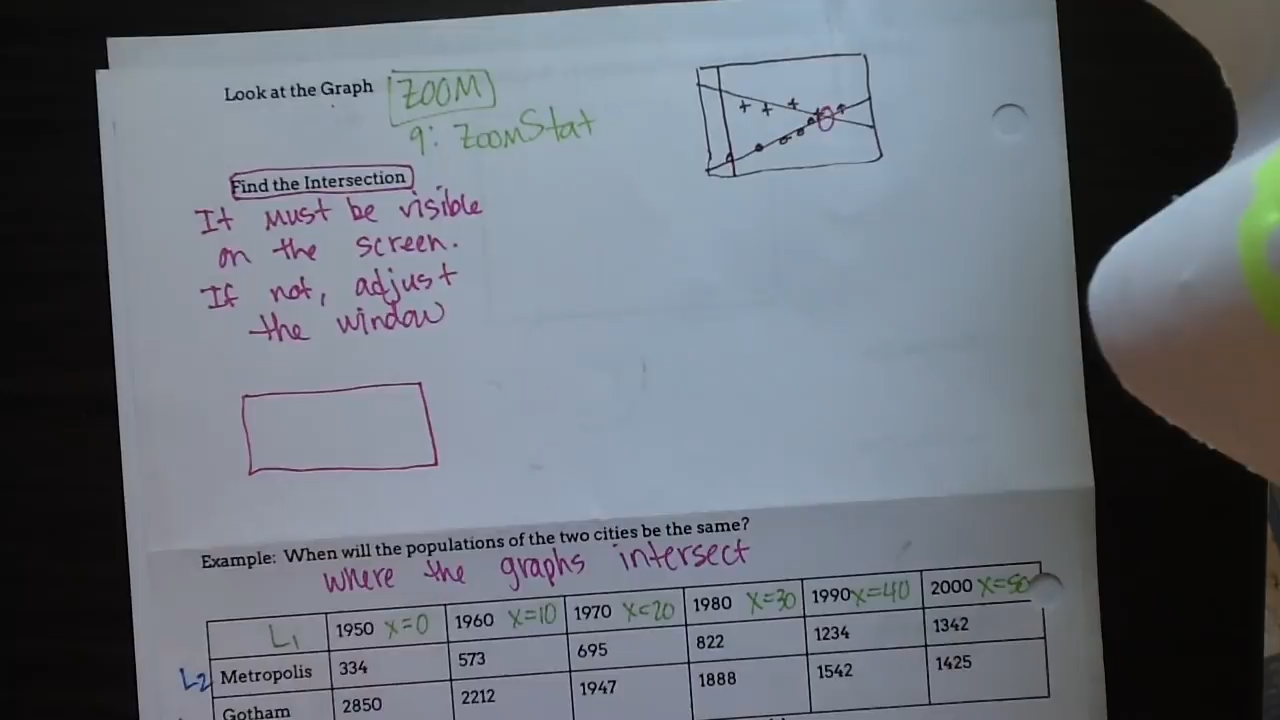 Look at the Graph ZOOM
9: ZoomStat
Find the Intersection
It must be visible
on the screen.
If not, adjust
the window
Example: When will the populations of the two cities be the same?
where the graphs intersect
L1 1950 X=0 1960 X=10 1970 X=20 1980 X=30 1990 X=40 2000 X=50
L2 Metropolis 334 573 695 822 1234 1342
Gotham 2850 2212 1947 1888 1542 1425